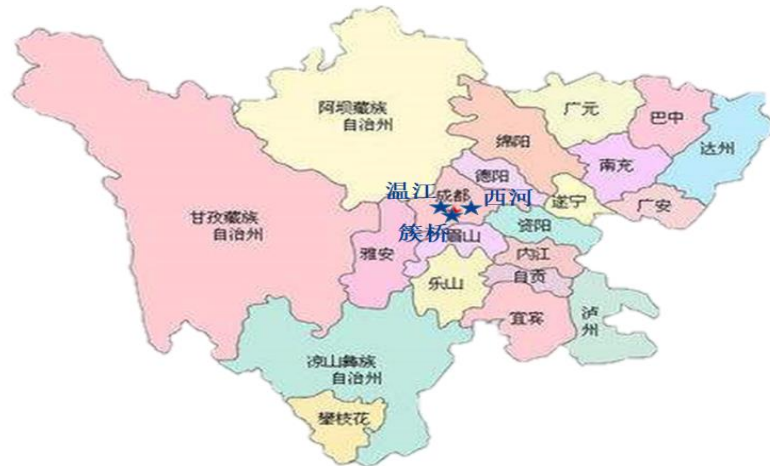 阿坝藏族
自治州
广元
巴中
绵阳
达州
南充
德阳
温江
成都
西河
遂宁
广安
甘孜藏族
自治州
簇桥
眉山
资阳
雅安
内江
乐山
自贡
宜宾
泸
州
凉山彝族
自治州
攀枝花